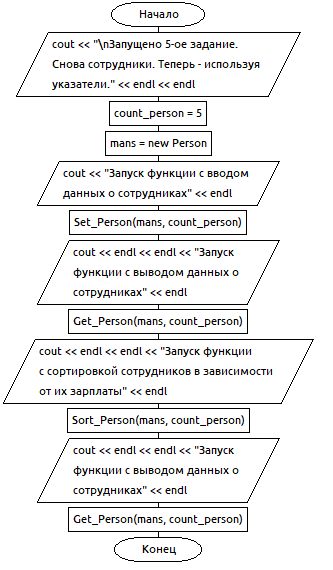 Начало
cout << "\nЗапущено 5-ое задание.
Снова сотрудники. Теперь - используя
указатели." << endl << endl
count_person = 5
mans = new Person
cout << "Запуск функции с вводом
данных о сотрудниках" << endl
Set_Person(mans, count_person)
cout << endl << endl << "Запуск
функции с выводом данных о
сотрудниках" << endl
Get_Person(mans, count_person)
cout << endl << endl << "Запуск функции
с сортировкой сотрудников в зависимости
от их зарплаты" << endl
Sort_Person(mans, count_person)
cout << endl << endl << "Запуск
функции с выводом данных о
сотрудниках" << endl
Get_Person(mans, count_person)
Конец